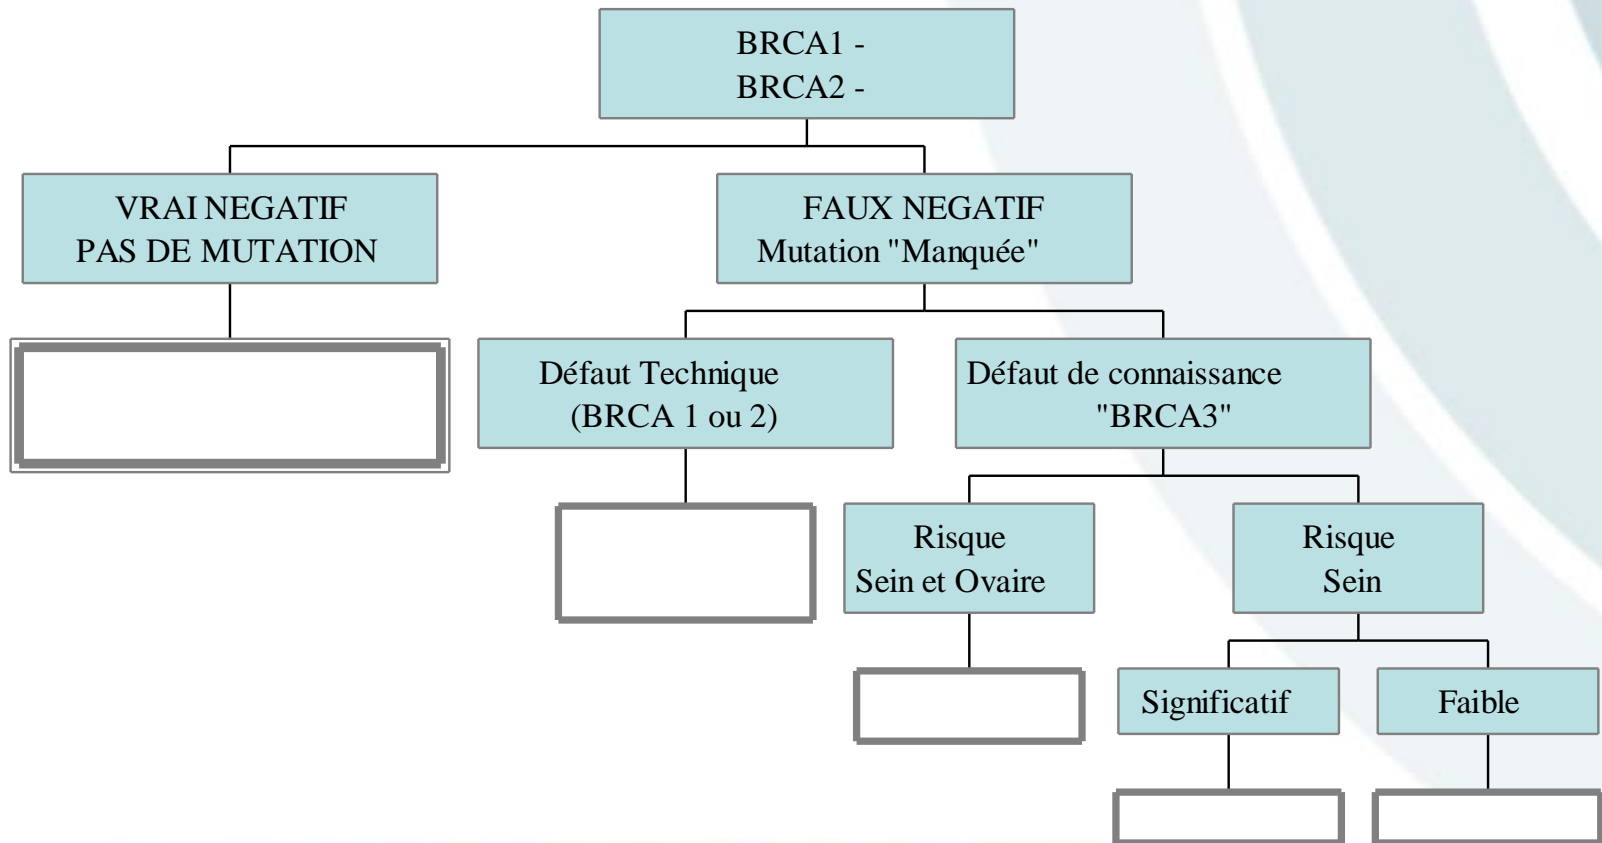 BRCA1 -
BRCA2 -
VRAI NEGATIF
PAS DE MUTATION
FAUX NEGATIF
Mutation "Manquée"
Défaut Technique
(BRCA 1 ou 2)
Défaut de connaissance
"BRCA3"
Risque
Sein et Ovaire
Risque
Sein
Significatif
Faible